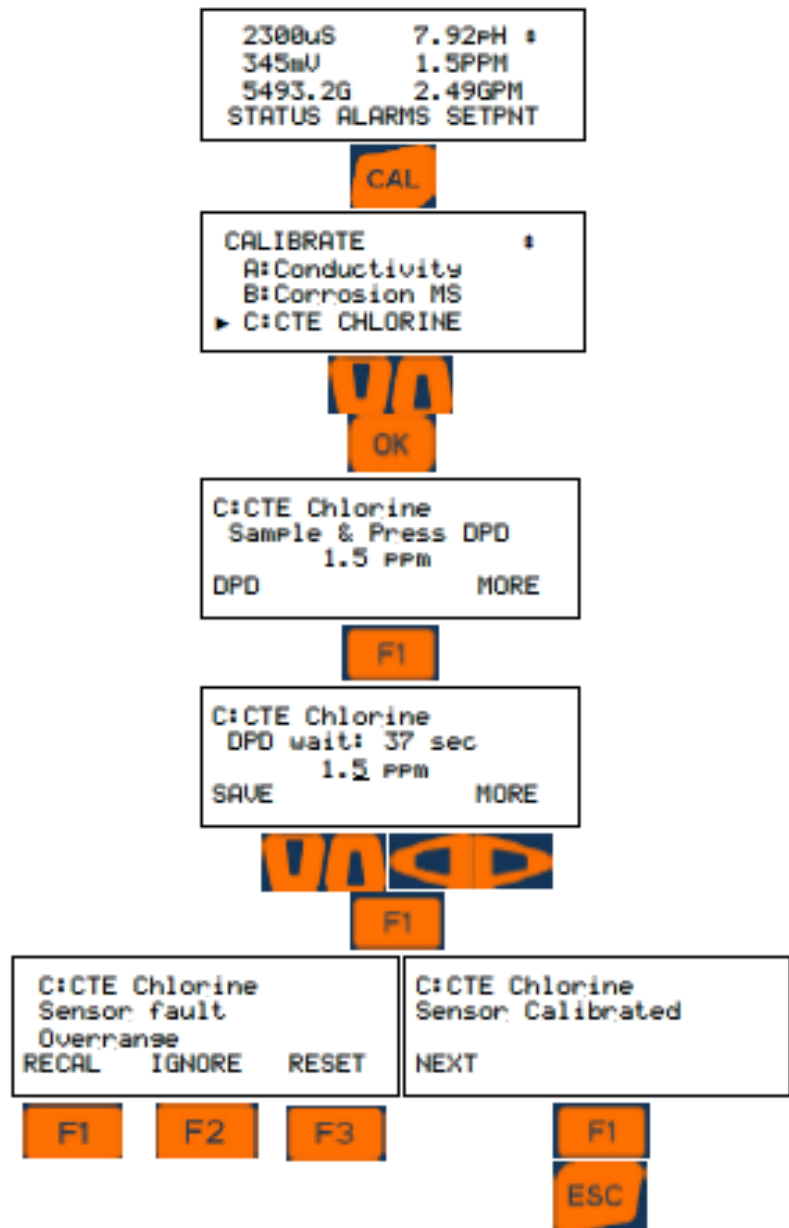 2300uS 7.92pH
345mV 1.5PPM
5493.2G 2.49GPM
STATUS ALARMS SETPNT
CAL
CALIBRATE
A:Conductivity
B:Corrosion MS
► C:CTE CHLORINE
OK
C:CTE Chlorine
Sample & Press DPD
1.5 ppm
DPD MORE
F1
C:CTE Chlorine
DPD wait: 37 sec
1.5 ppm
SAVE MORE
F1
C:CTE Chlorine
Sensor fault
Overrange
RECAL IGNORE RESET
F1 F2 F3
C:CTE Chlorine
Sensor Calibrated
NEXT
F1
ESC